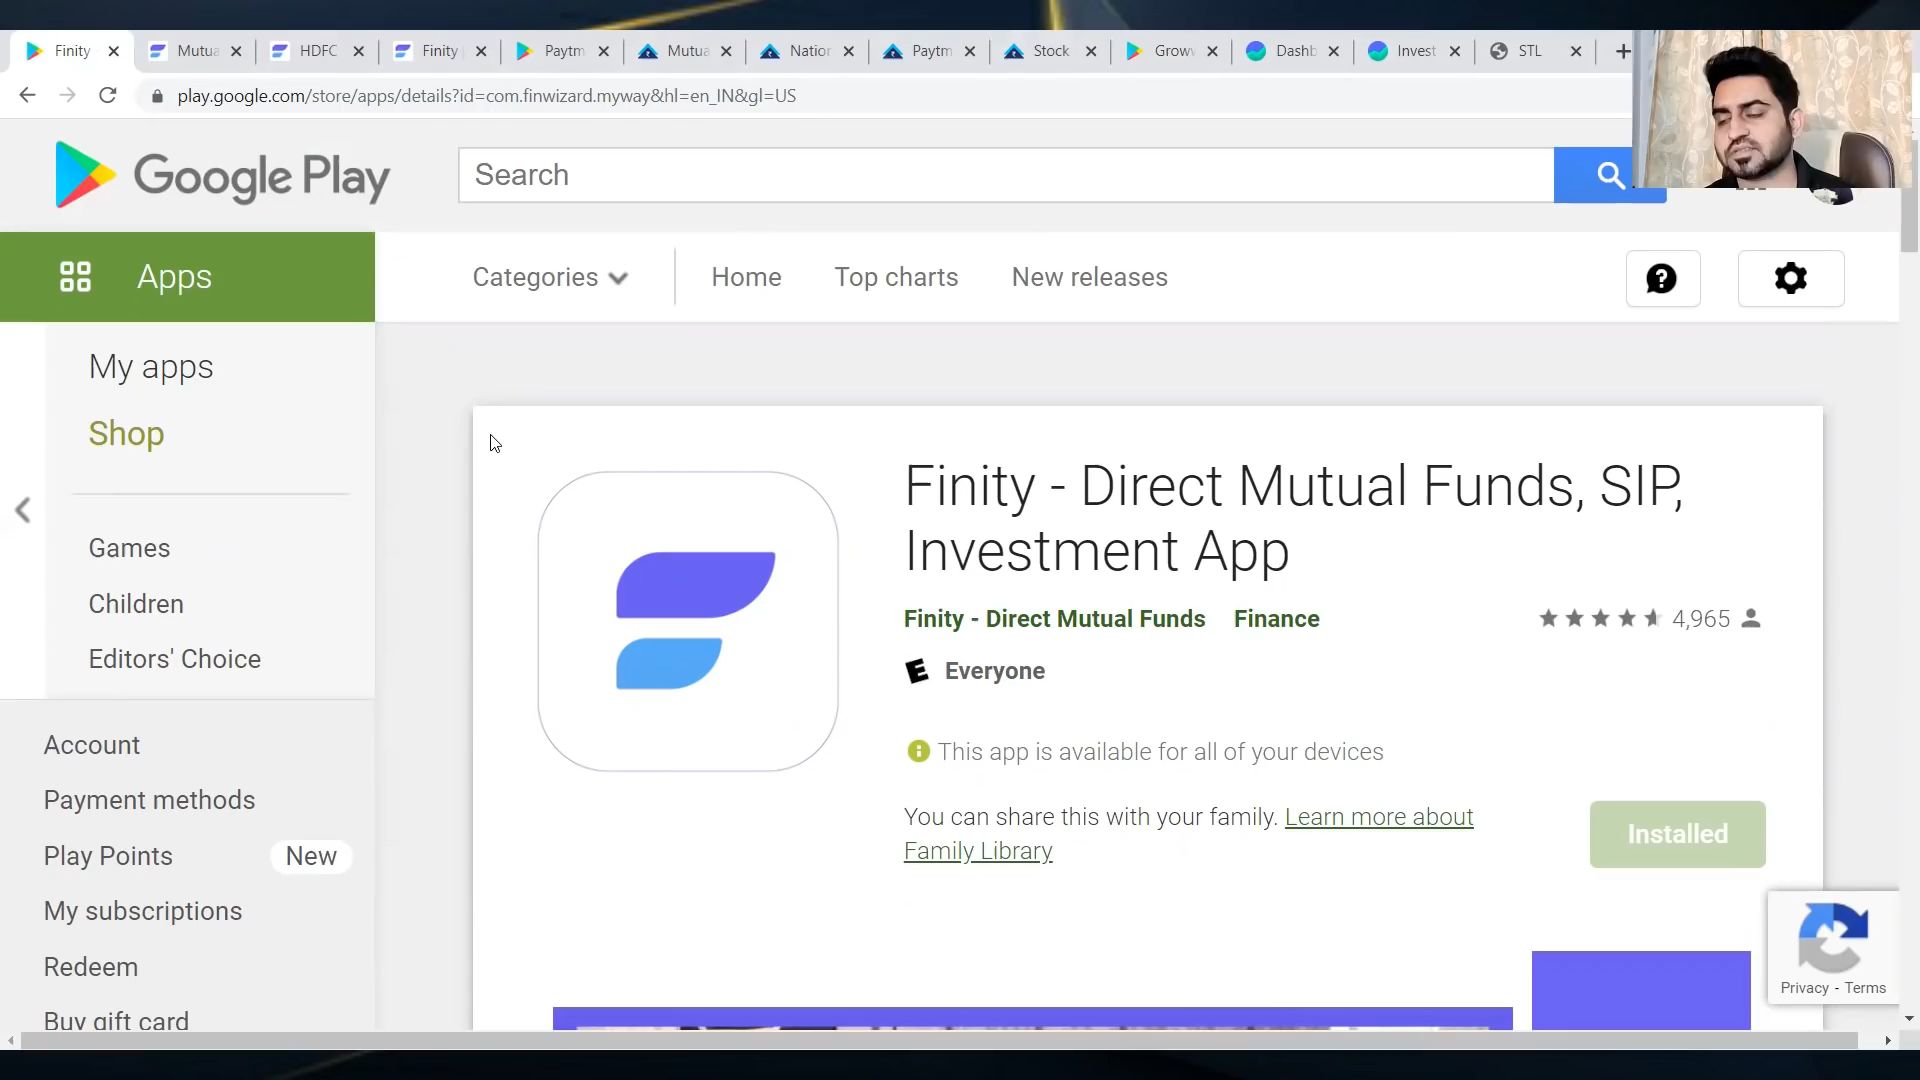 Finity
Mutua
HDFC
Finity
Paytm
Mutua
Nation
Paytm
Stock
Groww
Dashb
Invest
STL
play.google.com/store/apps/details?id=com.finwizard.myway&hl=en_IN&gl=US
Google Play
Search
Apps
Categories
Home
Top charts
New releases
My apps
Shop
Games
Children
Editors' Choice
Account
Payment methods
Play Points
New
My subscriptions
Redeem
Buy gift card
Finity - Direct Mutual Funds, SIP,
Investment App
Finity - Direct Mutual Funds
Finance
4,965
E
Everyone
This app is available for all of your devices
You can share this with your family. Learn more about
Family Library
Installed
Privacy - Terms